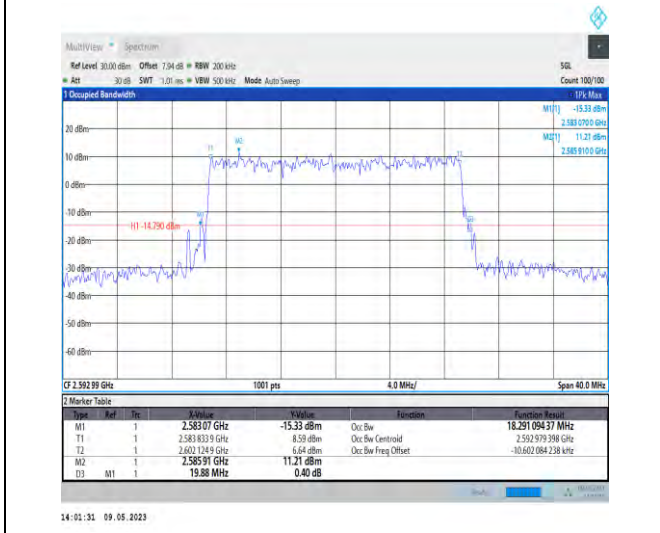 MultiView Spectrum
Ref Level 30.00 dBm Offset 7.94 dB RBW 200 kHz SGL
Att 30 dB SWT 1.01 ms VBW 500 kHz Mode Auto Sweep Count 100/100
1 Occupied Bandwidth 1Pk Max
M1[1] -15.33 dBm
2.583 0700 GHz
M2[1] 11.21 dBm
2.585 9100 GHz
20 dBm
T1 M2 T2
10 dBm
0 dBm
-10 dBm
H1 -14.790 dBm
-20 dBm
-30 dBm
-40 dBm
-50 dBm
-60 dBm
CF 2.592 99 GHz 1001 pts 4.0 MHz/ Span 40.0 MHz
2 Marker Table
Type Ref Trc X-Value Y-Value Function Function Result
M1 1 2.583 07 GHz -15.33 dBm Occ Bw 18.291 094 37 MHz
T1 1 2.583 833 9 GHz 8.59 dBm Occ Bw Centroid 2.592 979 398 GHz
T2 1 2.602 124 9 GHz 6.64 dBm Occ Bw Freq Offset -10.602 084 238 kHz
M2 1 2.585 91 GHz 11.21 dBm
D3 M1 1 19.88 MHz 0.40 dB
14:01:31 09.05.2023